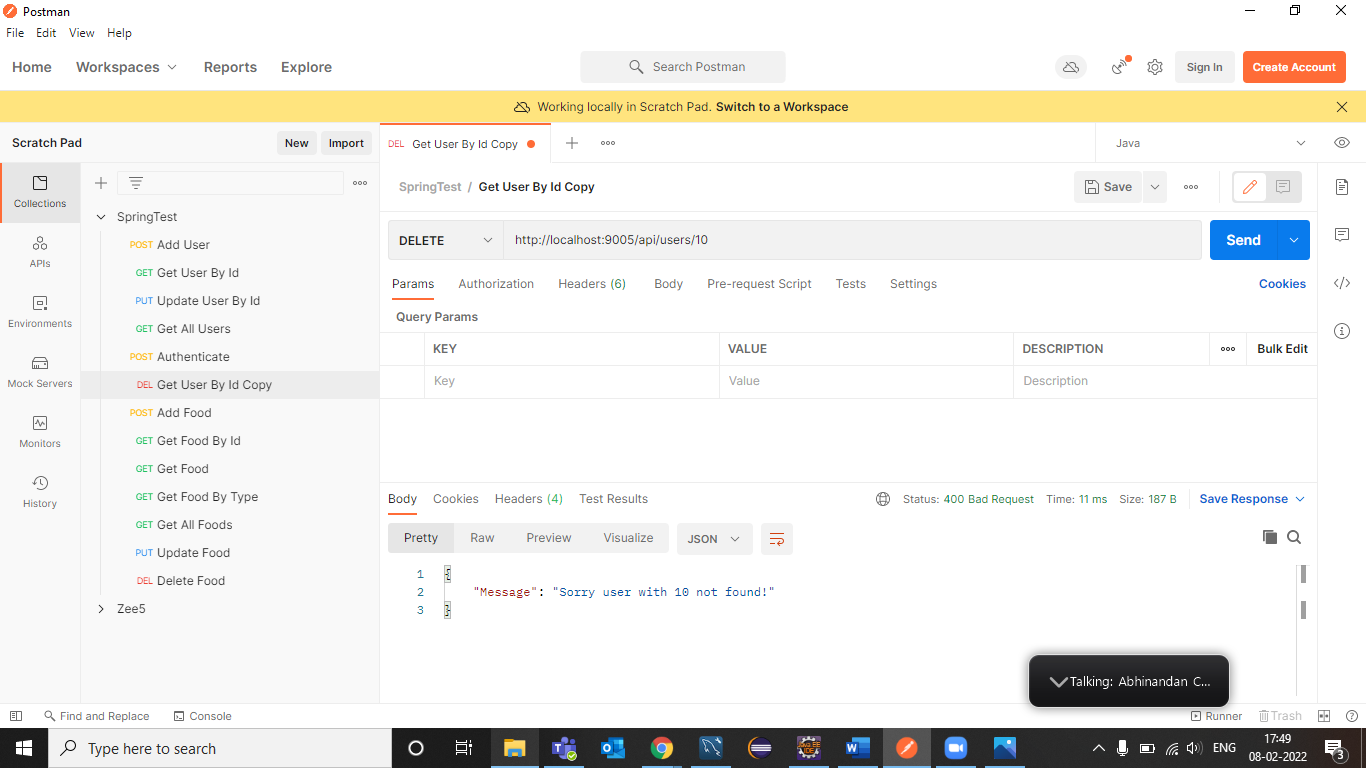 Postman
File Edit View Help
Home Workspaces Reports Explore Search Postman Sign In Create Account
Working locally in Scratch Pad. Switch to a Workspace
Scratch Pad New Import
DEL Get User By Id Copy
Java
Collections
APIs
Environments
Mock Servers
Monitors
History
SpringTest
POST Add User
GET Get User By Id
PUT Update User By Id
GET Get All Users
POST Authenticate
DEL Get User By Id Copy
POST Add Food
GET Get Food By Id
GET Get Food
GET Get Food By Type
GET Get All Foods
PUT Update Food
DEL Delete Food
Zee5
SpringTest / Get User By Id Copy
Save
DELETE http://localhost:9005/api/users/10 Send
Params Authorization Headers (6) Body Pre-request Script Tests Settings Cookies
Query Params
KEY VALUE DESCRIPTION Bulk Edit
Key Value Description
Body Cookies Headers (4) Test Results Status: 400 Bad Request Time: 11 ms Size: 187 B Save Response
Pretty Raw Preview Visualize JSON
1 {
2 "Message": "Sorry user with 10 not found!"
3 }
Talking: Abhinandan C...
Find and Replace Console Runner Trash
Type here to search
ENG
17:49
08-02-2022
3